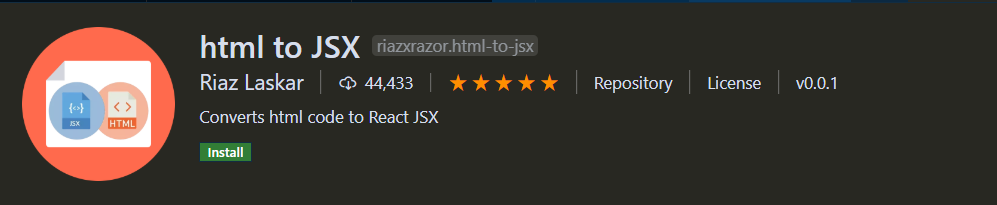 html to JSX riazxrazor.html-to-jsx
Riaz Laskar 44,433 Repository License v0.0.1
Converts html code to React JSX
Install
{<>} JSX <> HTML